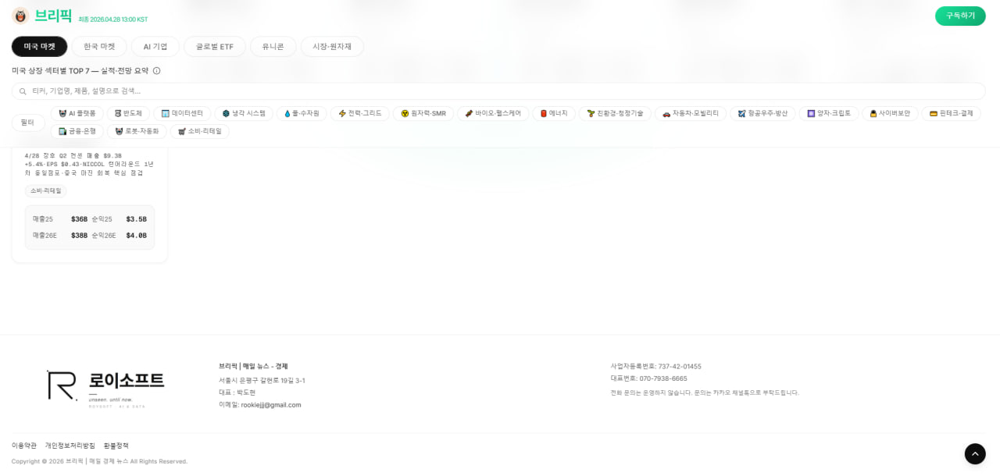 브리픽 최종 2026.04.28 13:00 KST
구독하기
미국 마켓 한국 마켓 AI 기업 글로벌 ETF 유니콘 시장·원자재
미국 상장 섹터별 TOP 7 — 실적·전망 요약
티커, 기업명, 제품, 설명으로 검색...
필터
AI 플랫폼 반도체 데이터센터 냉각 시스템 물·수자원 전력·그리드 원자력·SMR 바이오·헬스케어 에너지 친환경·청정기술 자동차·모빌리티 항공우주·방산 양자·크립토 사이버보안 핀테크·결제
금융·은행 로봇·자동화 소비·리테일
4/28 장후 Q2 컨센 매출 $9.3B
+5.4%·EPS $0.43·NICCOL 턴어라운드 1년
차 동일점포·중국 마진 회복 핵심 점검
소비·리테일
매출25 $36B 순익25 $3.5B
매출26E $38B 순익26E $4.0B
로이소프트
unseen. until now.
ROYSOFT · AI & DATA
브리픽 | 매일 뉴스 - 경제
서울시 은평구 갈현로 19길 3-1
대표 : 박도현
이메일: rookiejjj@gmail.com
사업자등록번호: 737-42-01455
대표번호: 070-7938-6665
전화 문의는 운영하지 않습니다. 문의는 카카오 채널톡으로 부탁드립니다.
이용약관 개인정보처리방침 환불정책
Copyright © 2026 브리픽 | 매일 경제 뉴스 All Rights Reserved.